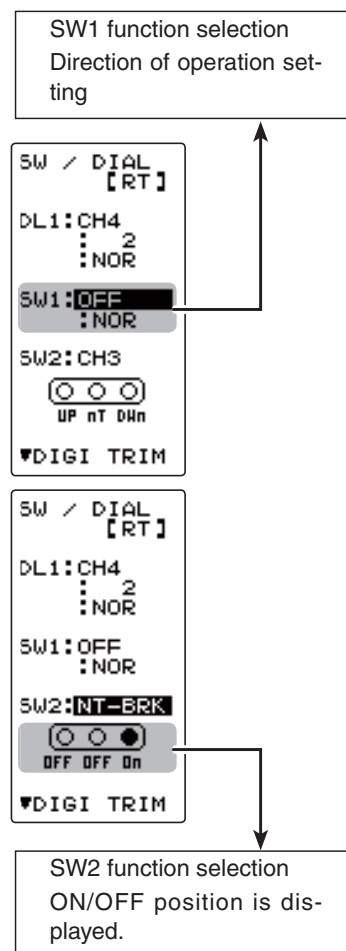 SW1 function selection
Direction of operation set-
ting
SW / DIAL
[RT]
DL1:CH4
: 2
:NOR
SW1:OFF
:NOR
SW2:CH3
UP nT DWn
▼DIGI TRIM
SW / DIAL
[RT]
DL1:CH4
: 2
:NOR
SW1:OFF
:NOR
SW2:NT-BRK
OFF OFF On
▼DIGI TRIM
SW2 function selection
ON/OFF position is dis-
played.